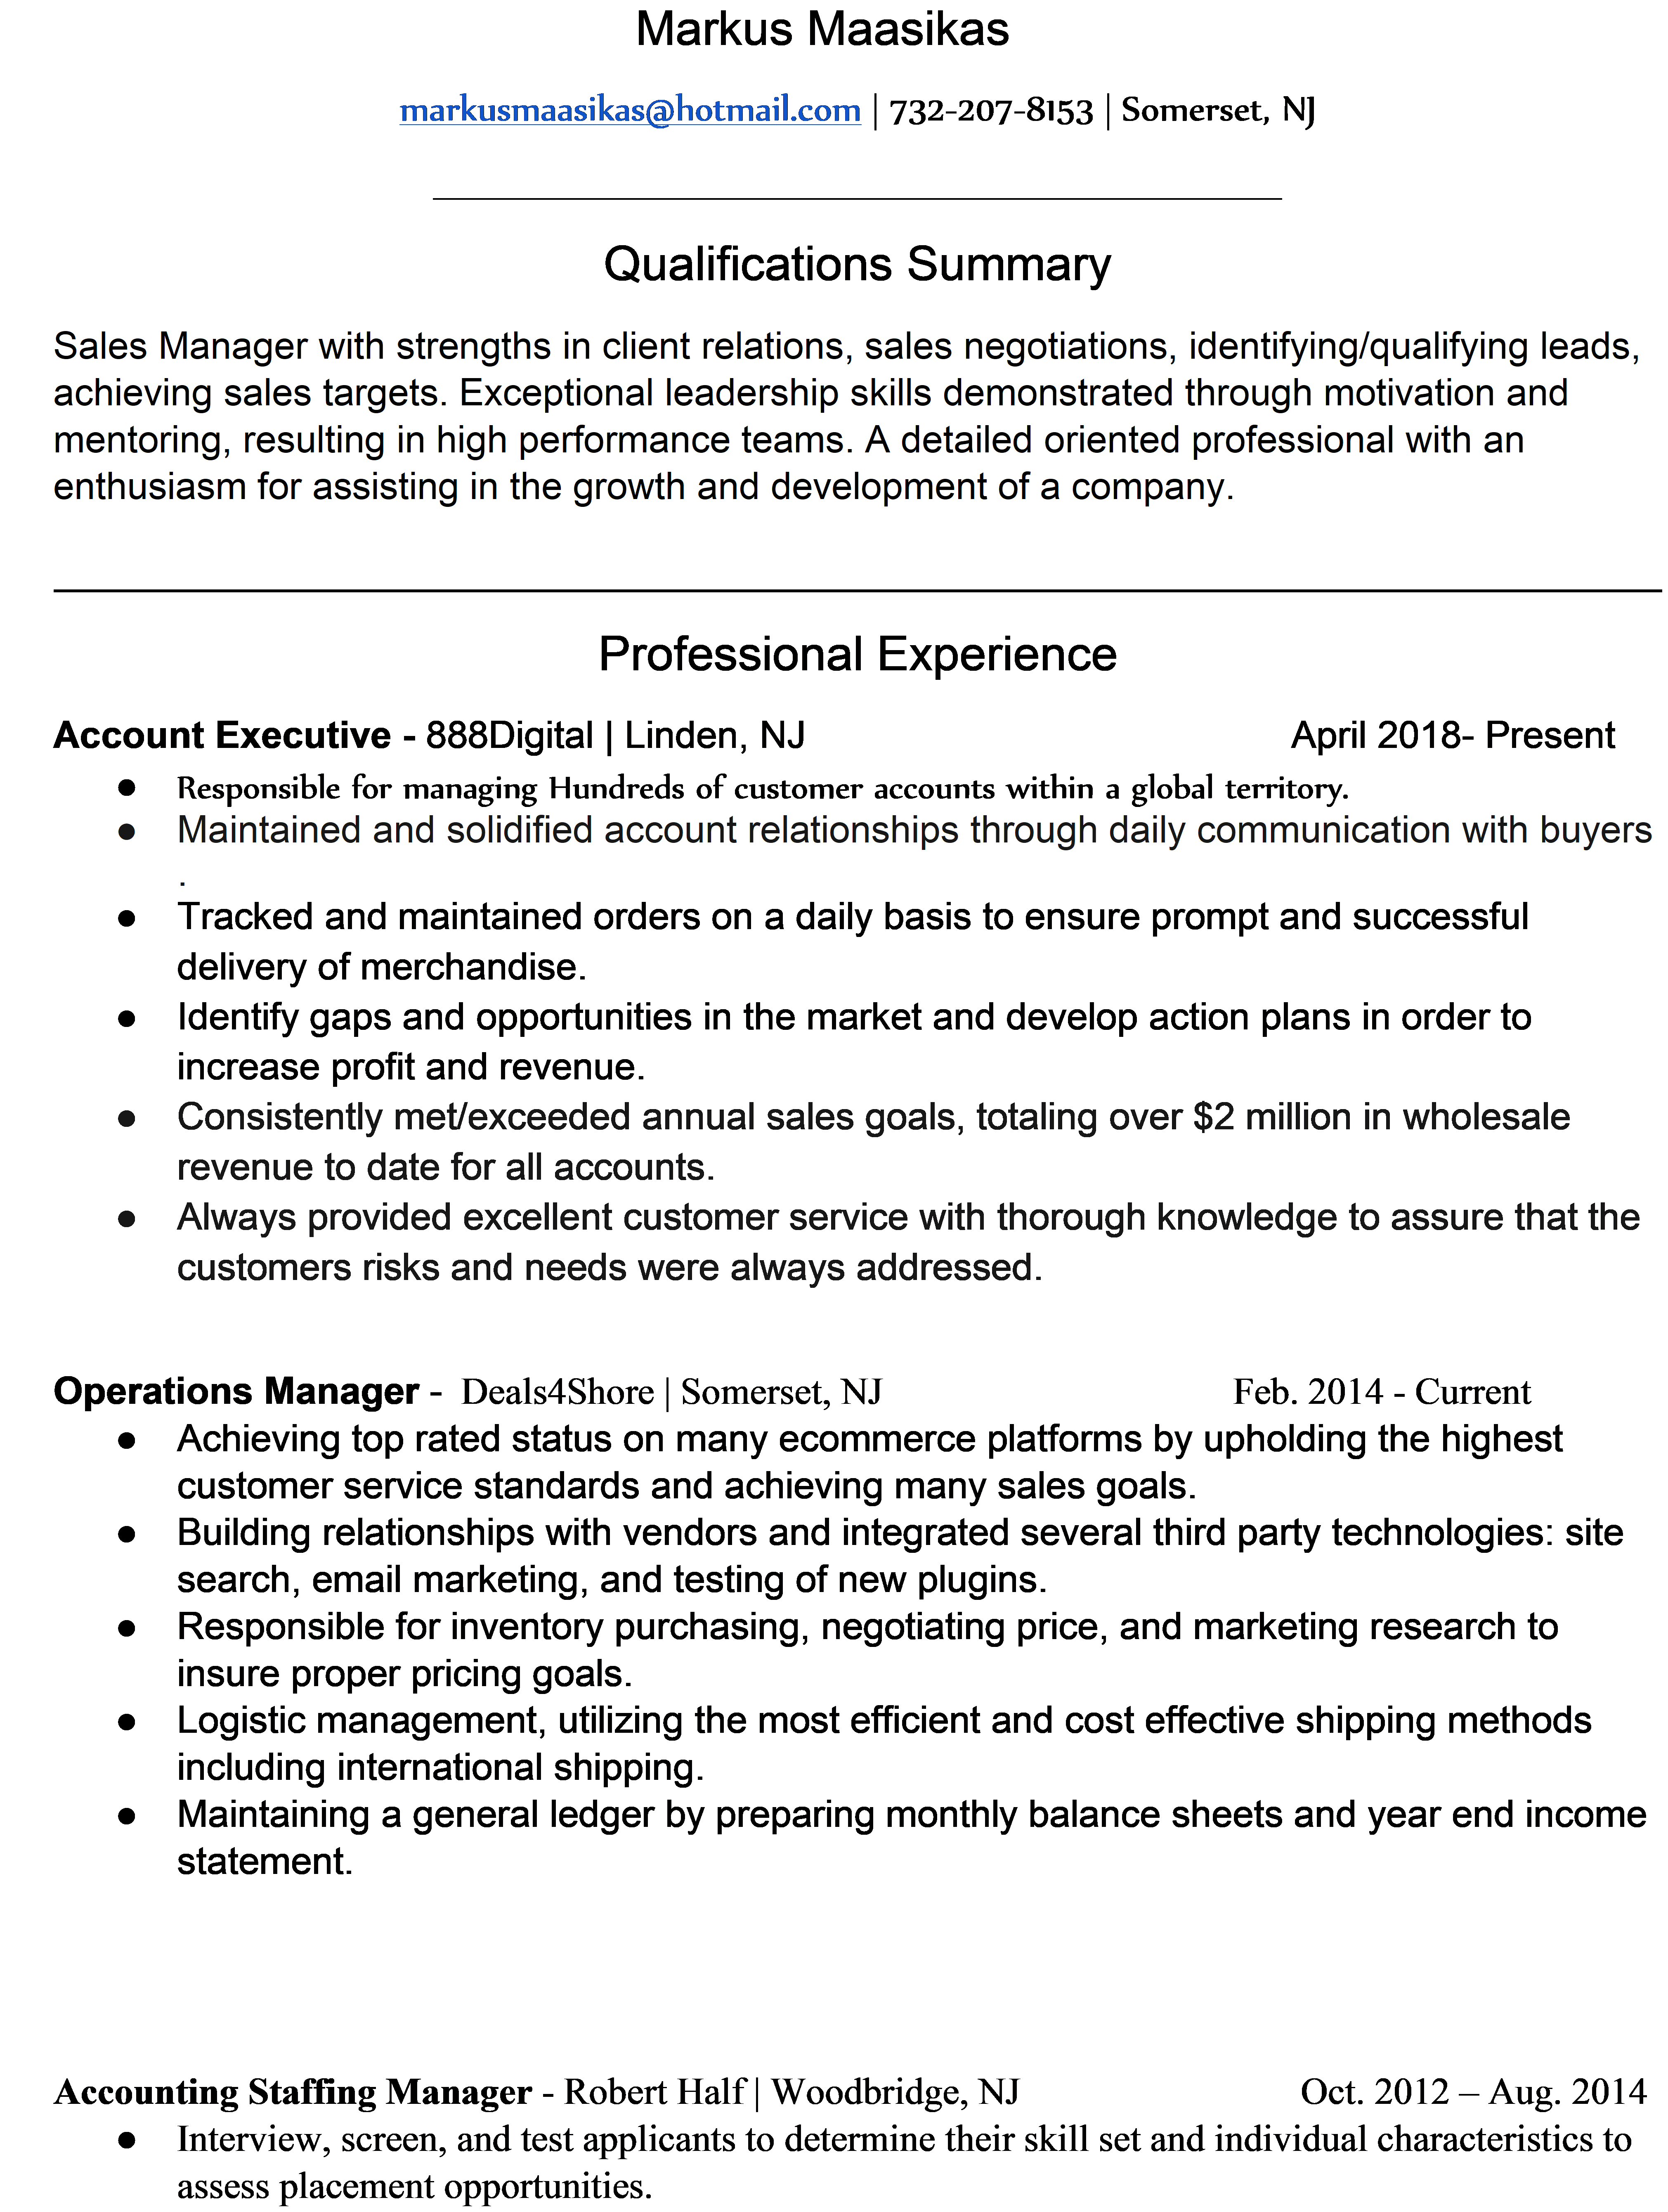 Markus Maasikas
markusmaasikas@hotmail.com | 732-207-8153 | Somerset, NJ
Qualifications Summary
Sales Manager with strengths in client relations, sales negotiations, identifying/qualifying leads,
achieving sales targets. Exceptional leadership skills demonstrated through motivation and
mentoring, resulting in high performance teams. A detailed oriented professional with an
enthusiasm for assisting in the growth and development of a company.
Professional Experience
Account Executive - 888Digital | Linden, NJ April 2018- Present
● Responsible for managing Hundreds of customer accounts within a global territory.
● Maintained and solidified account relationships through daily communication with buyers
.
● Tracked and maintained orders on a daily basis to ensure prompt and successful
delivery of merchandise.
● Identify gaps and opportunities in the market and develop action plans in order to
increase profit and revenue.
● Consistently met/exceeded annual sales goals, totaling over $2 million in wholesale
revenue to date for all accounts.
● Always provided excellent customer service with thorough knowledge to assure that the
customers risks and needs were always addressed.
Operations Manager - Deals4Shore | Somerset, NJ Feb. 2014 - Current
● Achieving top rated status on many ecommerce platforms by upholding the highest
customer service standards and achieving many sales goals.
● Building relationships with vendors and integrated several third party technologies: site
search, email marketing, and testing of new plugins.
● Responsible for inventory purchasing, negotiating price, and marketing research to
insure proper pricing goals.
● Logistic management, utilizing the most efficient and cost effective shipping methods
including international shipping.
● Maintaining a general ledger by preparing monthly balance sheets and year end income
statement.
Accounting Staffing Manager - Robert Half | Woodbridge, NJ Oct. 2012 – Aug. 2014
● Interview, screen, and test applicants to determine their skill set and individual characteristics to
assess placement opportunities.